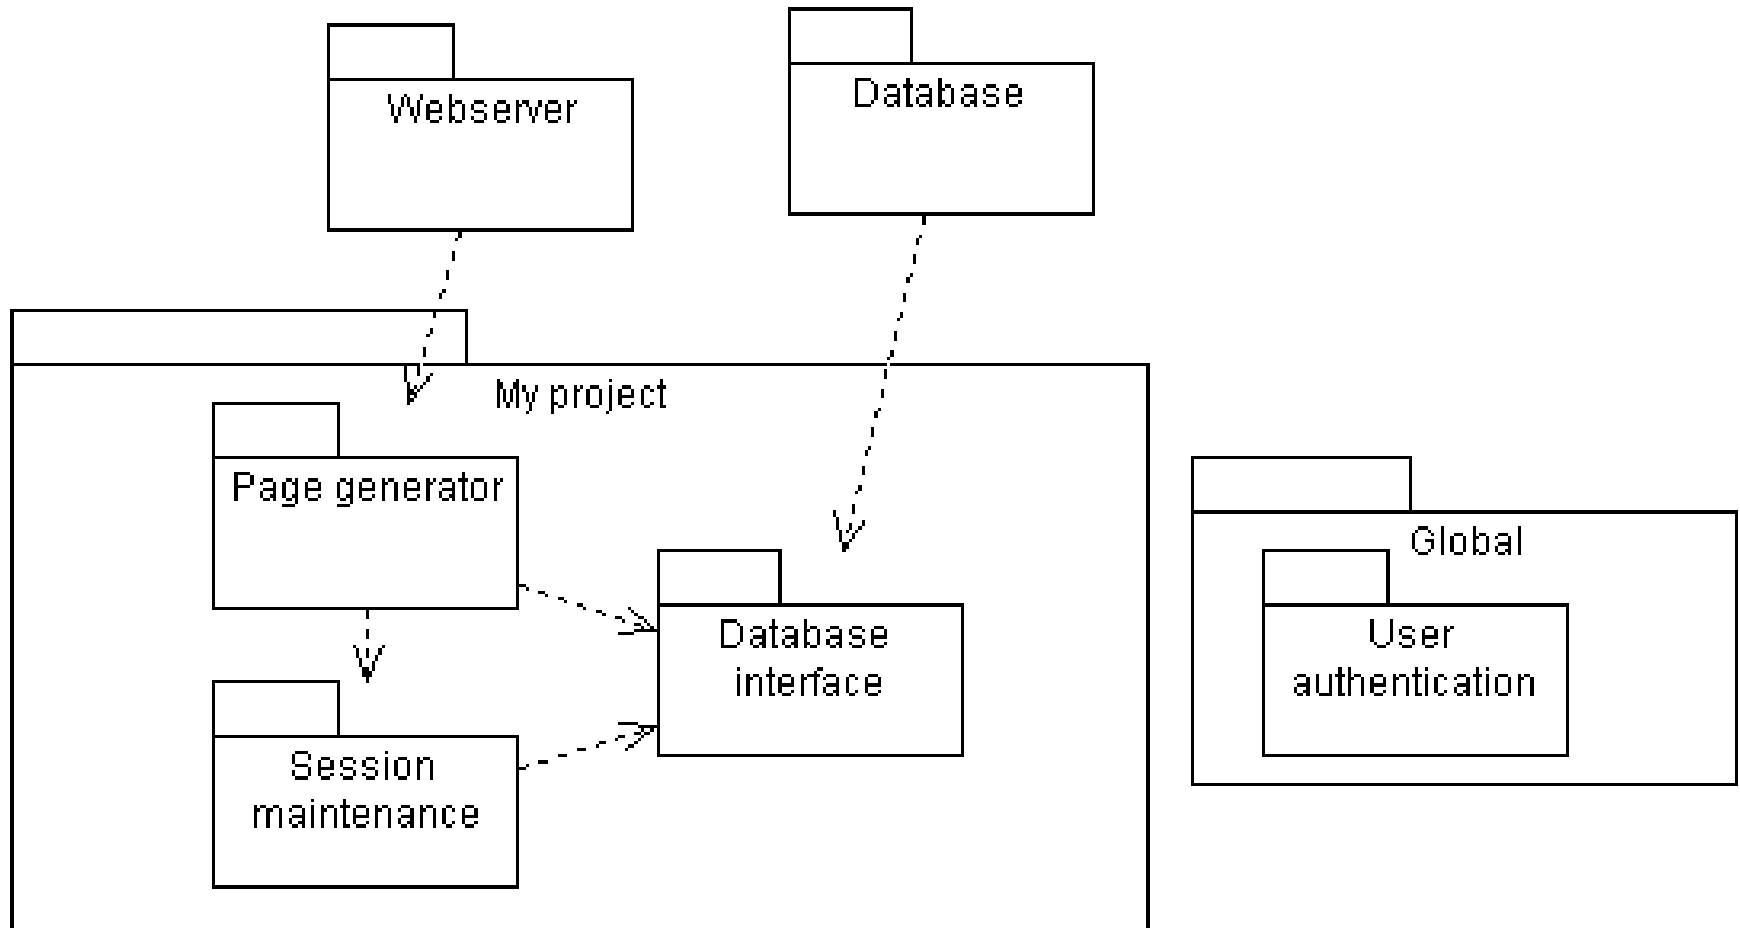 Webserver
Database
My project
Page generator
Global
Database
interface
User
authentication
Session
maintenance